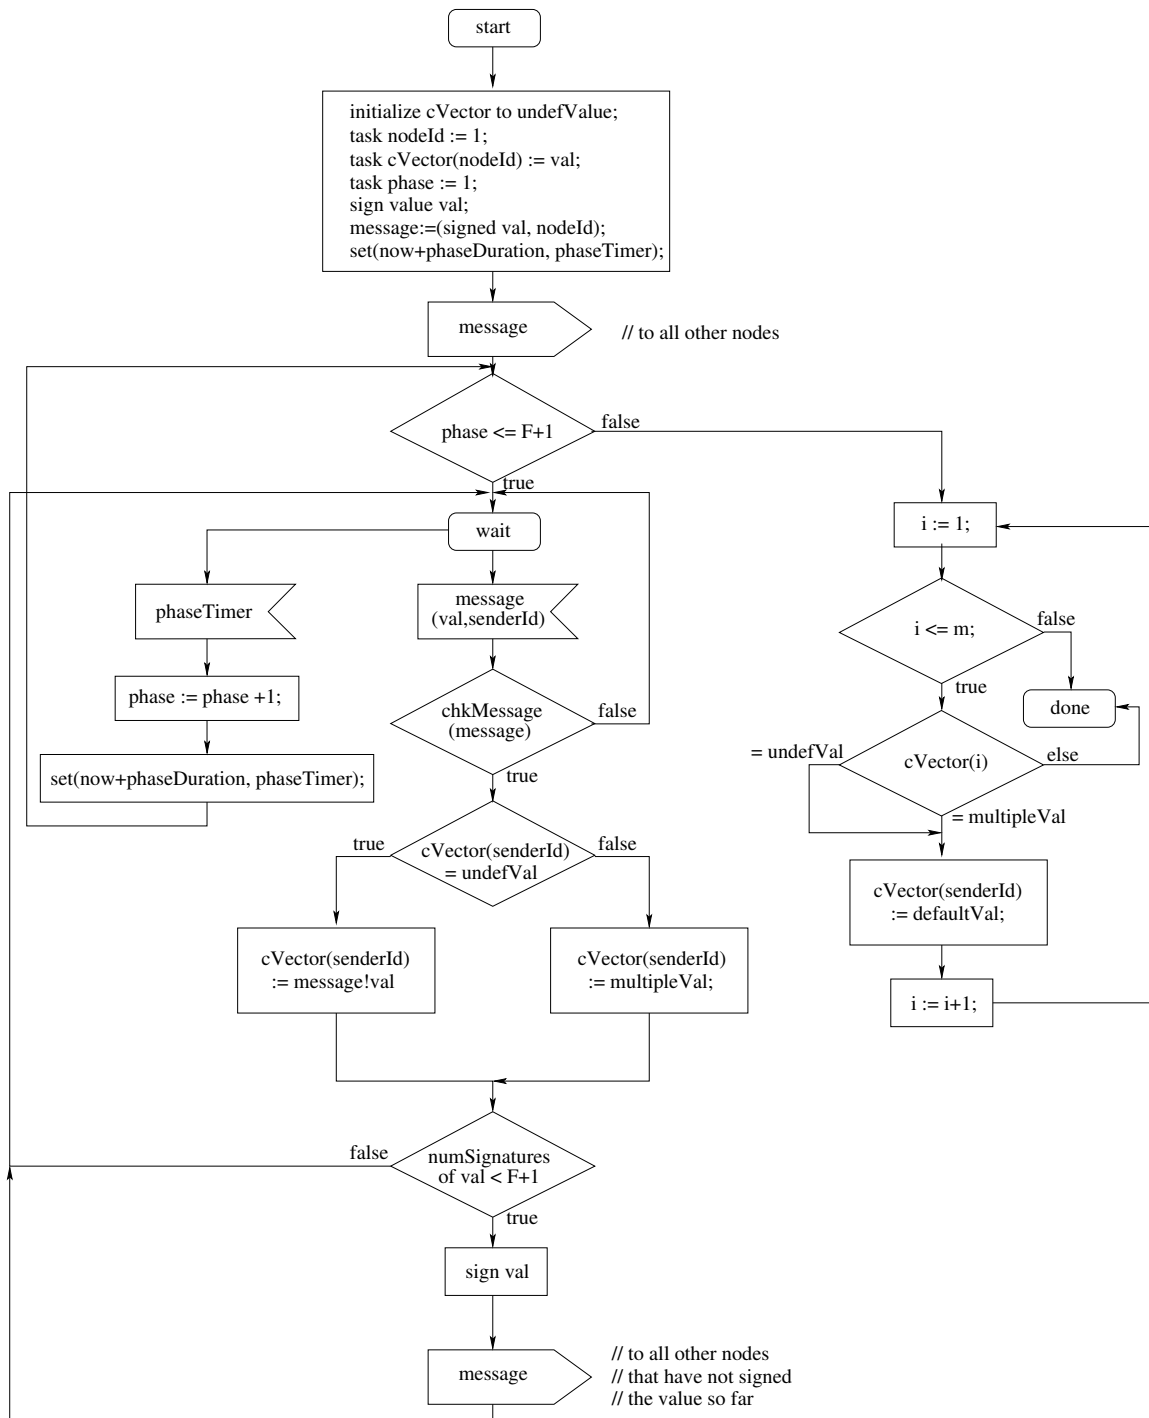 start
initialize cVector to undefValue;
task nodeId := 1;
task cVector(nodeId) := val;
task phase := 1;
sign value val;
message:=(signed val, nodeId);
set(now+phaseDuration, phaseTimer);
message
// to all other nodes
phase <= F+1
false
true
wait
i := 1;
phaseTimer
message
(val,senderId)
i <= m;
false
true
phase := phase +1;
chkMessage
(message)
false
true
done
set(now+phaseDuration, phaseTimer);
= undefVal
cVector(i)
else
= multipleVal
true
cVector(senderId)
= undefVal
false
cVector(senderId)
:= defaultVal;
cVector(senderId)
:= message!val
cVector(senderId)
:= multipleVal;
i := i+1;
false
numSignatures
of val < F+1
true
sign val
message
// to all other nodes
// that have not signed
// the value so far